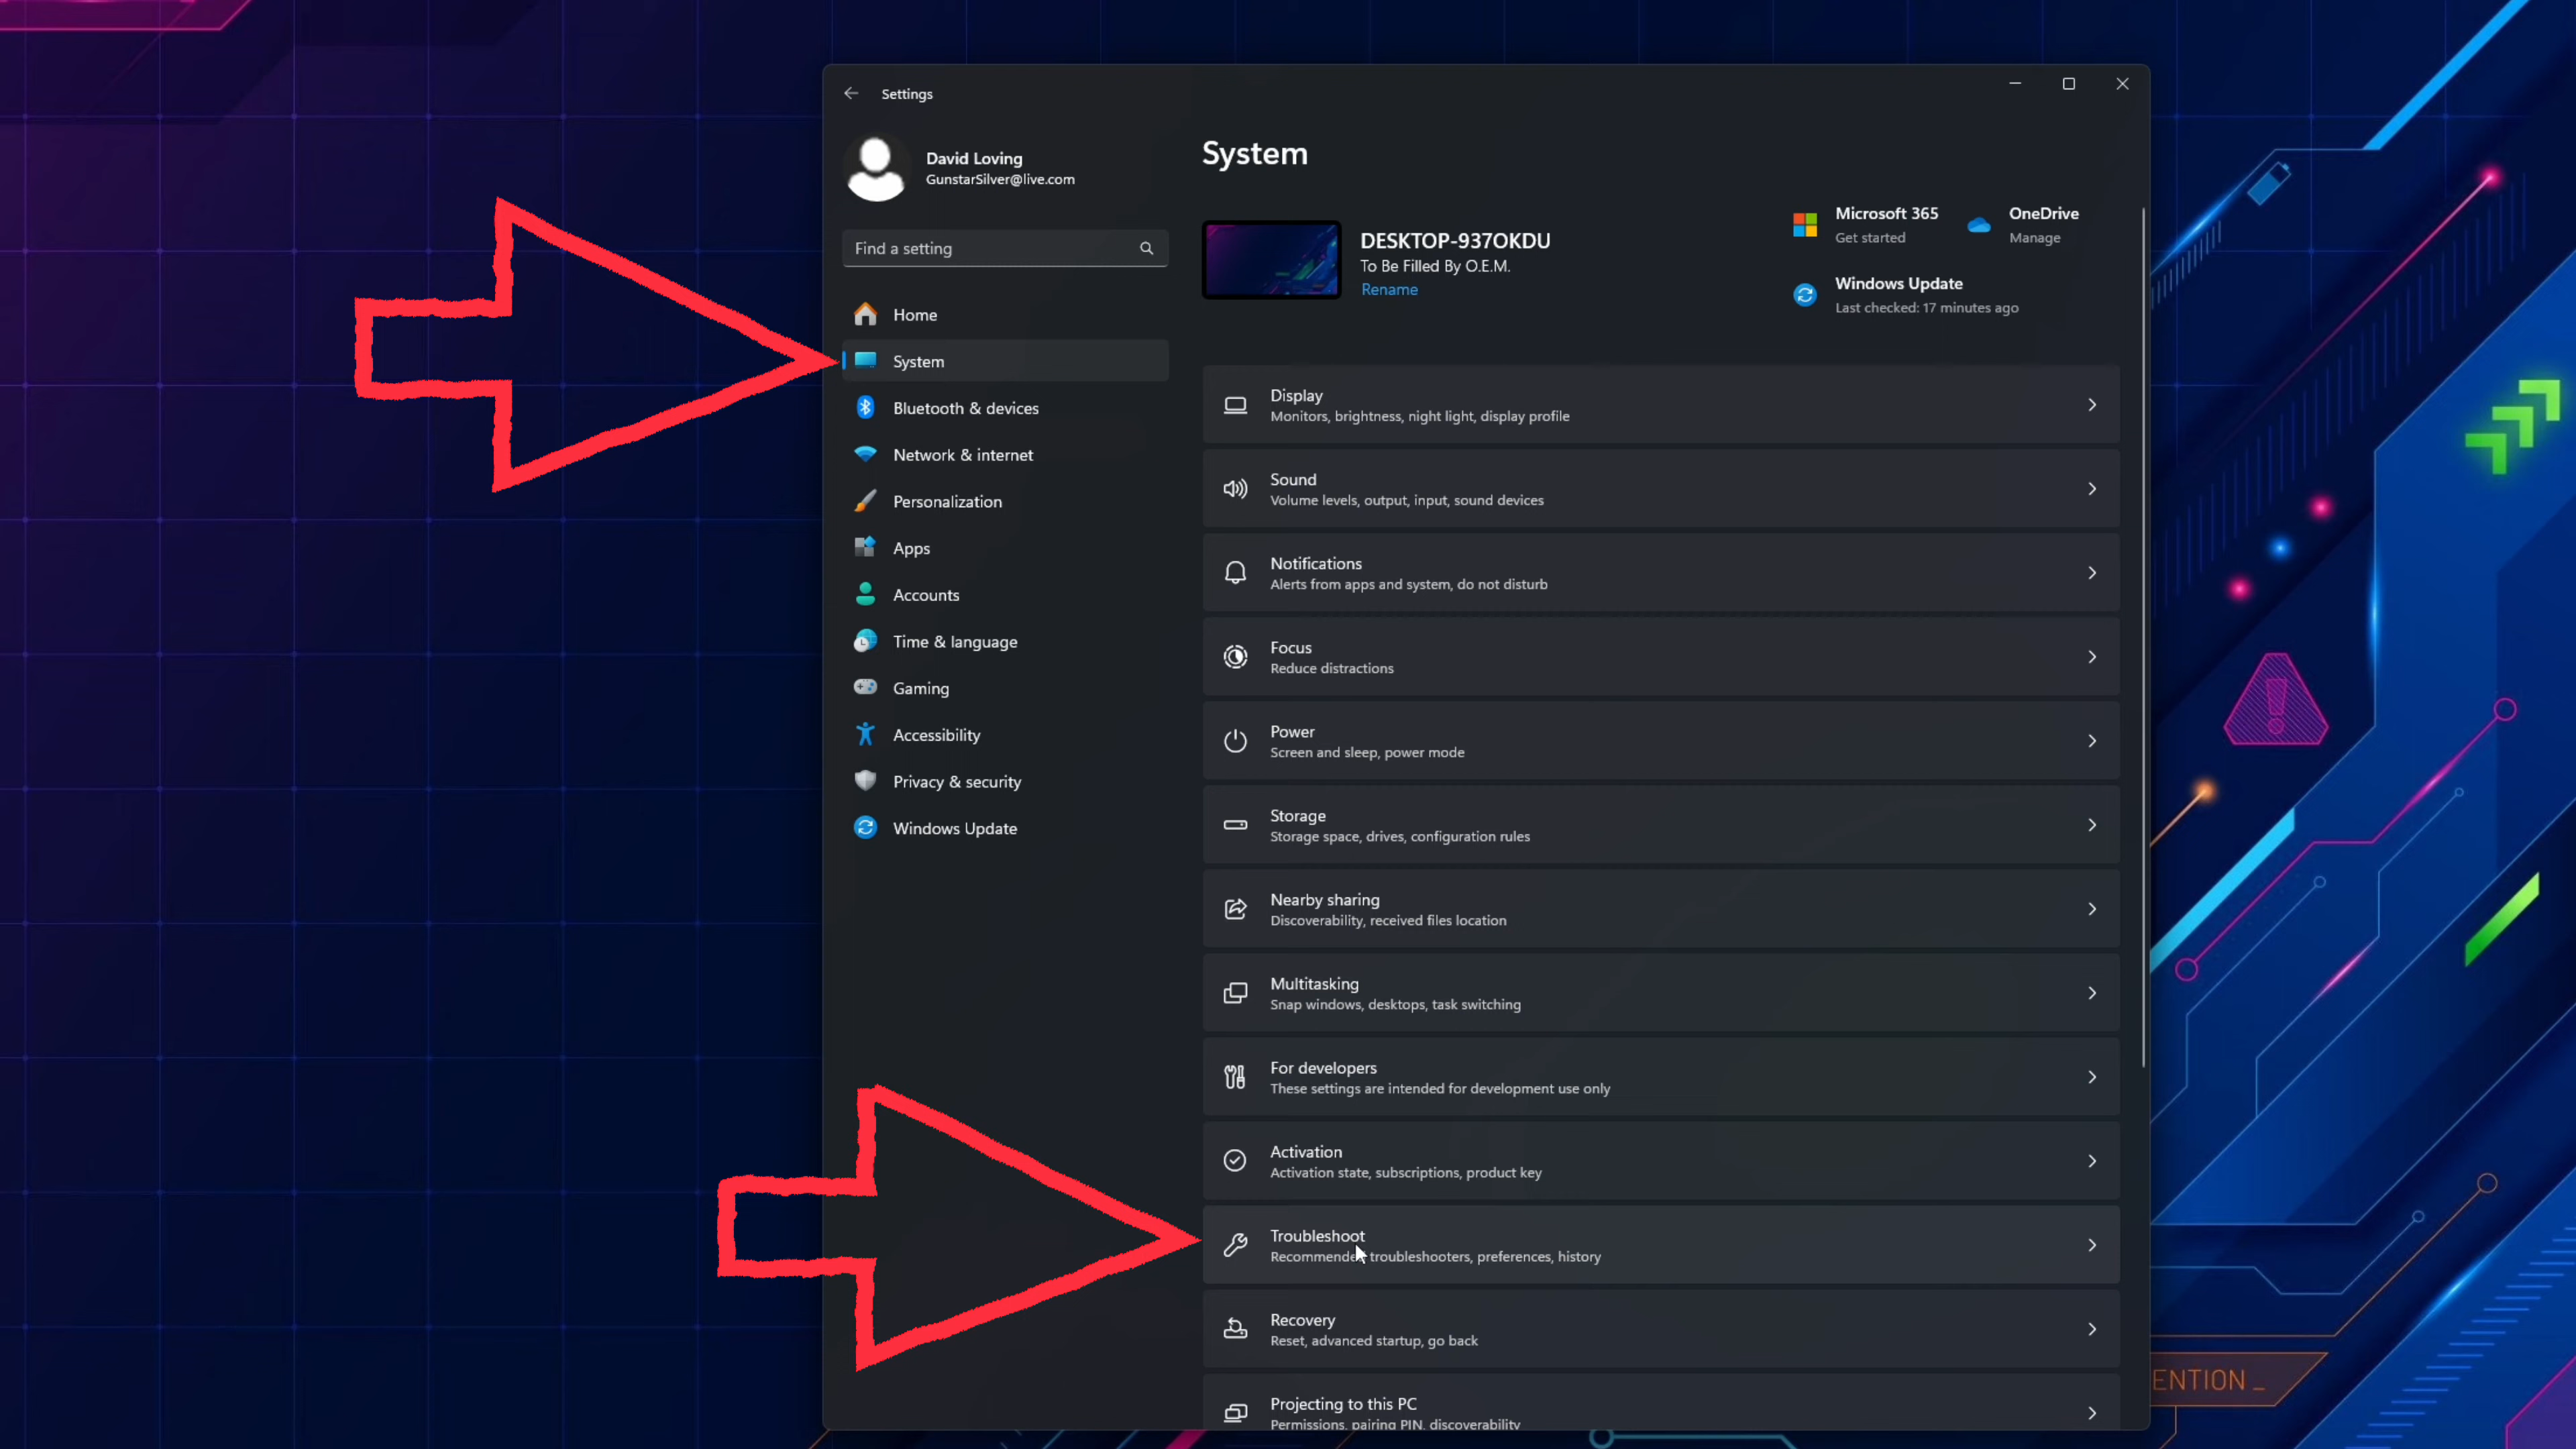 Settings
David Loving
GunstarSilver@live.com
Find a setting
Home
System
Bluetooth & devices
Network & internet
Personalization
Apps
Accounts
Time & language
Gaming
Accessibility
Privacy & security
Windows Update
System
DESKTOP-937OKDU
To Be Filled By O.E.M.
Rename
Microsoft 365
Get started
OneDrive
Manage
Windows Update
Last checked: 17 minutes ago
Display
Monitors, brightness, night light, display profile
Sound
Volume levels, output, input, sound devices
Notifications
Alerts from apps and system, do not disturb
Focus
Reduce distractions
Power
Screen and sleep, power mode
Storage
Storage space, drives, configuration rules
Nearby sharing
Discoverability, received files location
Multitasking
Snap windows, desktops, task switching
For developers
These settings are intended for development use only
Activation
Activation state, subscriptions, product key
Troubleshoot
Recommended troubleshooters, preferences, history
Recovery
Reset, advanced startup, go back
Projecting to this PC
Permissions, pairing PIN, discoverability
ENTION _